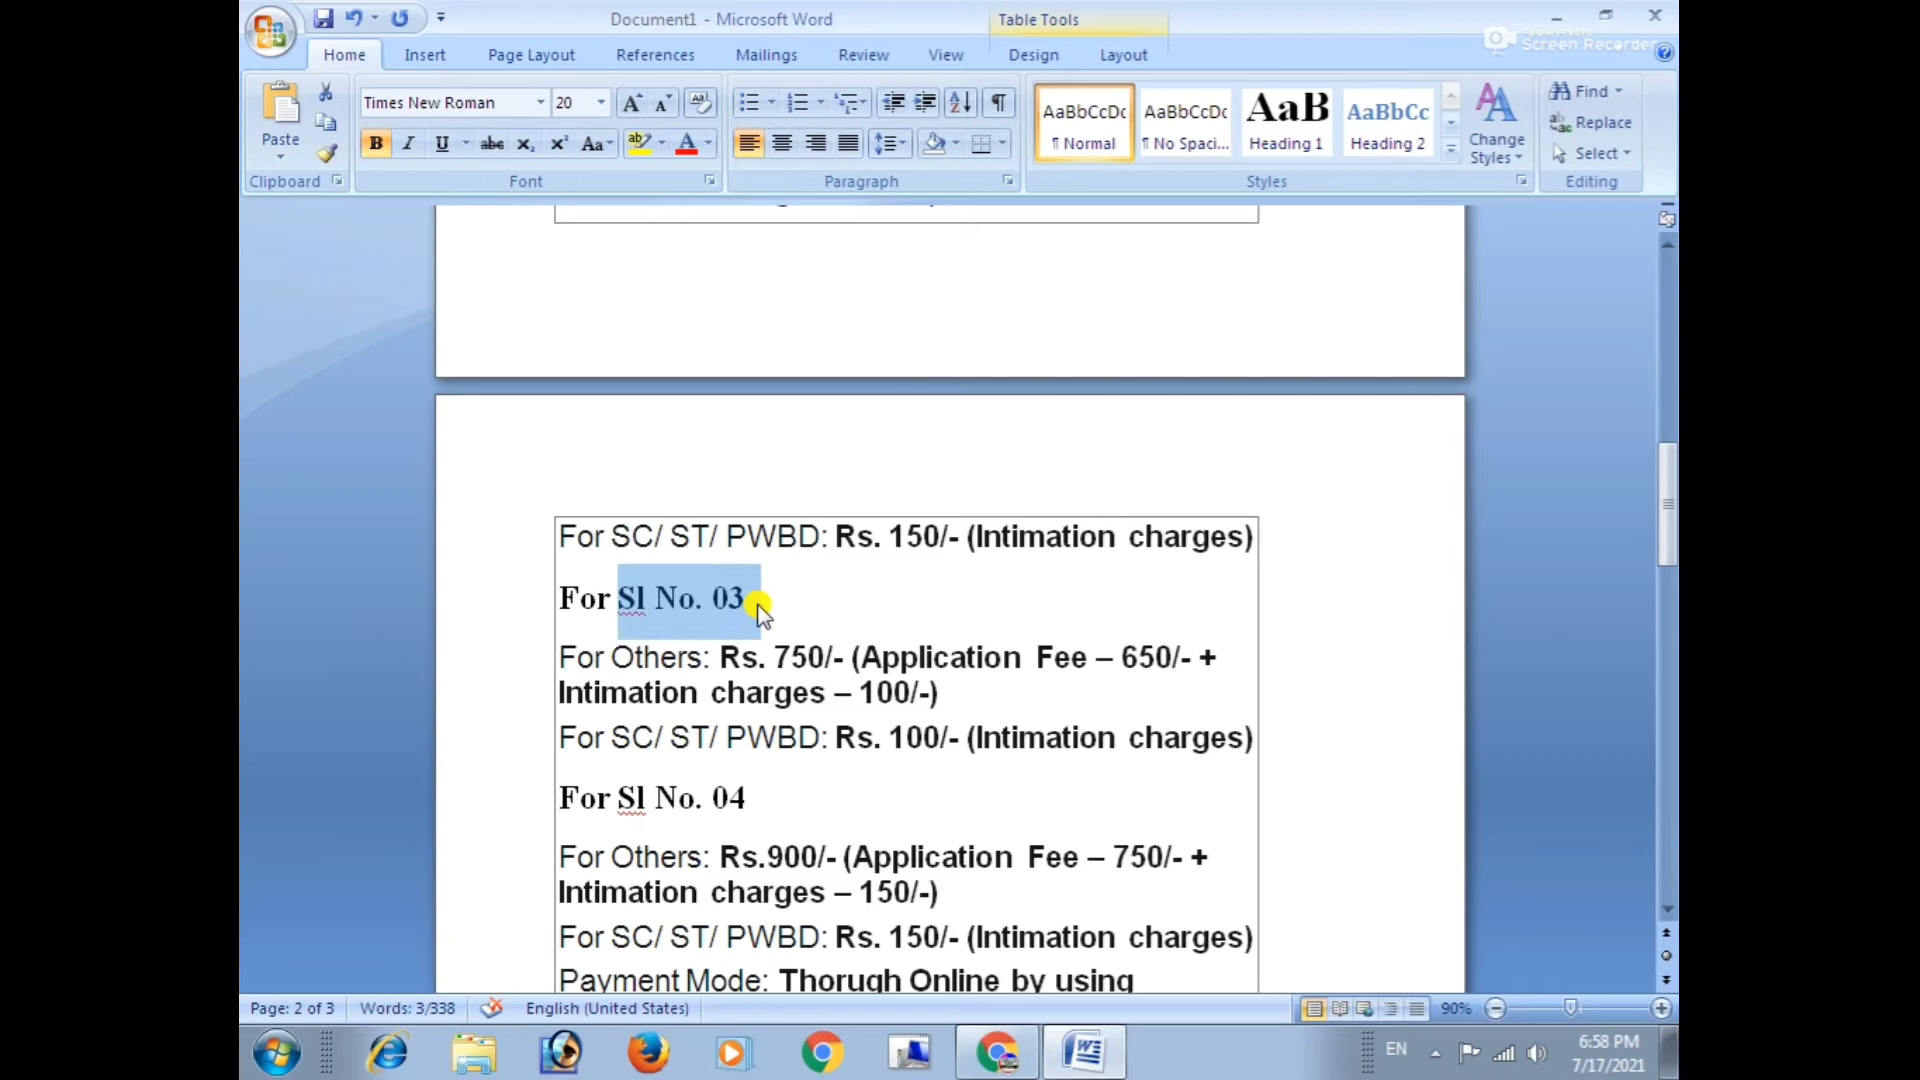 Document1 - Microsoft Word
Table Tools
Screen Recorder
Home Insert Page Layout References Mailings Review View Design Layout
Times New Roman 20
Paste
Clipboard Font Paragraph Styles Editing
AaBbCcDc AaBbCcDc AaB AaBbCc
¶ Normal ¶ No Spaci... Heading 1 Heading 2
Change Styles
Find
Replace
Select
For SC/ ST/ PWBD: Rs. 150/- (Intimation charges)
For Sl No. 03
For Others: Rs. 750/- (Application Fee – 650/- +
Intimation charges – 100/-)
For SC/ ST/ PWBD: Rs. 100/- (Intimation charges)
For Sl No. 04
For Others: Rs.900/- (Application Fee – 750/- +
Intimation charges – 150/-)
For SC/ ST/ PWBD: Rs. 150/- (Intimation charges)
Payment Mode: Thorugh Online by using
Page: 2 of 3 Words: 3/338 English (United States) 90%
EN
6:58 PM
7/17/2021